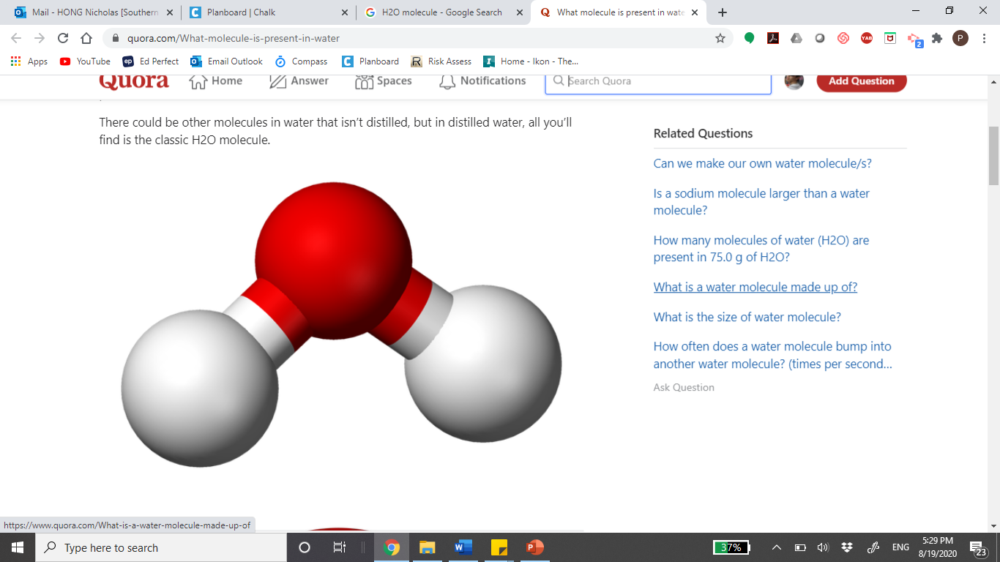 Mail - HONG Nicholas [Southern
Planboard | Chalk
H2O molecule - Google Search
What molecule is present in wate
quora.com/What-molecule-is-present-in-water
YAB
2
P
Apps
YouTube
ep Ed Perfect
Email Outlook
Compass
Planboard
Risk Assess
Home - Ikon - The...
Quora
Home
Answer
Spaces
Notifications
Search Quora
Add Question
There could be other molecules in water that isn’t distilled, but in distilled water, all you’ll
find is the classic H2O molecule.
Related Questions
Can we make our own water molecule/s?
Is a sodium molecule larger than a water
molecule?
How many molecules of water (H2O) are
present in 75.0 g of H2O?
What is a water molecule made up of?
What is the size of water molecule?
How often does a water molecule bump into
another water molecule? (times per second...
Ask Question
https://www.quora.com/What-is-a-water-molecule-made-up-of
Type here to search
37%
ENG
5:29 PM
8/19/2020
23